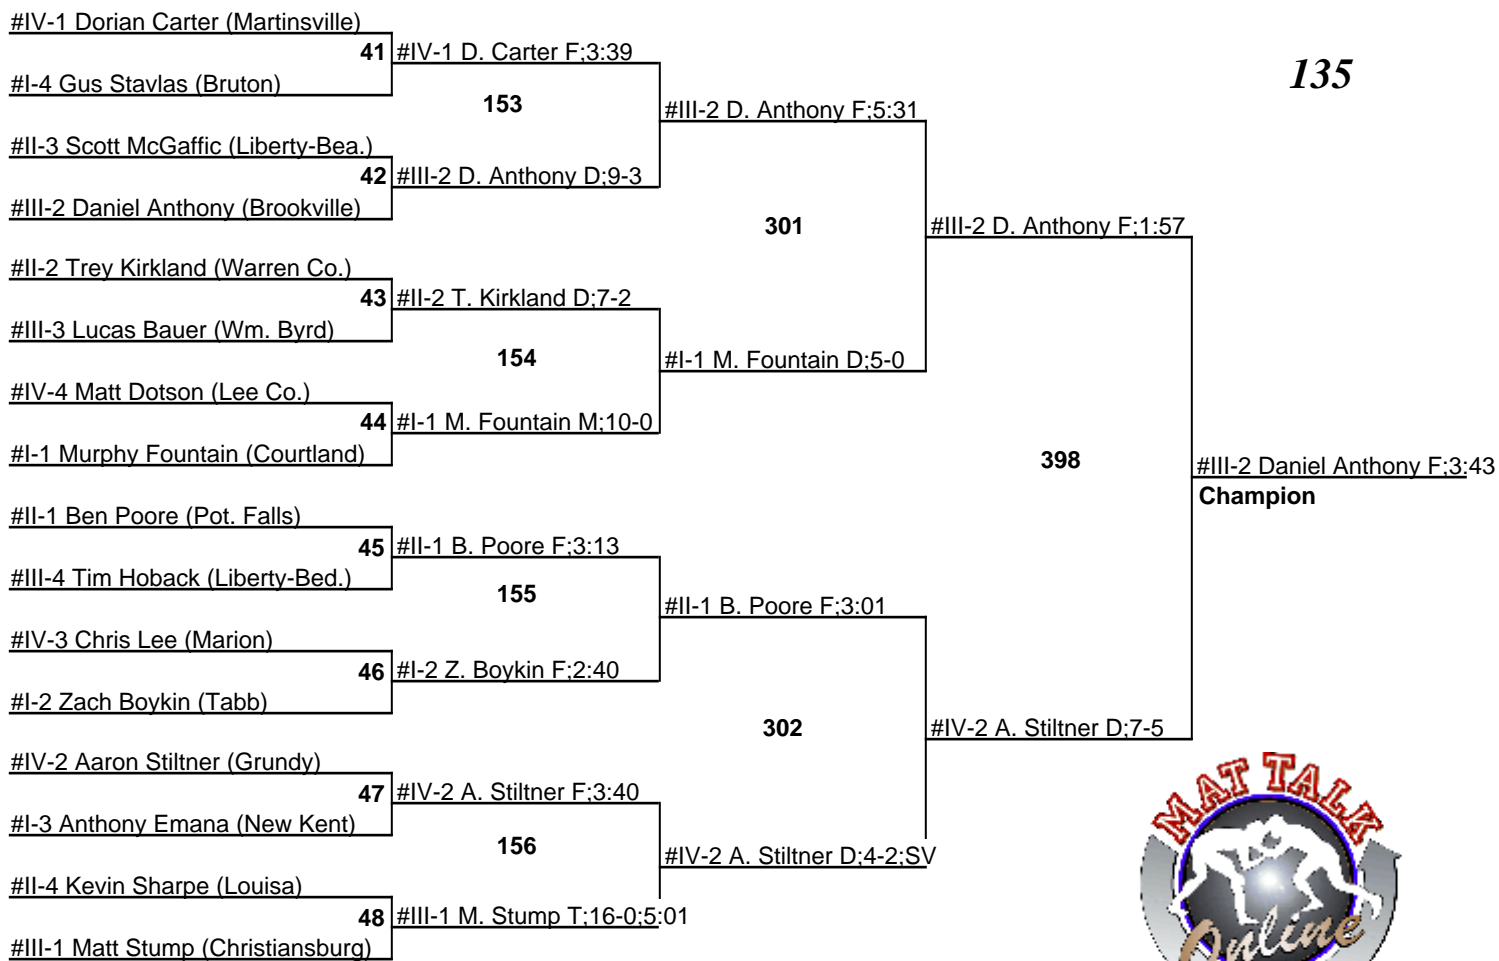 #IV-1 Dorian Carter (Martinsville)
41 #IV-1 D. Carter F;3:39
#I-4 Gus Stavlas (Bruton)
135
153
#III-2 D. Anthony F;5:31
#II-3 Scott McGaffic (Liberty-Bea.)
42 #III-2 D. Anthony D;9-3
#III-2 Daniel Anthony (Brookville)
301
#III-2 D. Anthony F;1:57
#II-2 Trey Kirkland (Warren Co.)
43 #II-2 T. Kirkland D;7-2
#III-3 Lucas Bauer (Wm. Byrd)
154
#I-1 M. Fountain D;5-0
#IV-4 Matt Dotson (Lee Co.)
44 #I-1 M. Fountain M;10-0
#I-1 Murphy Fountain (Courtland)
398
#III-2 Daniel Anthony F;3:43
Champion
#II-1 Ben Poore (Pot. Falls)
45 #II-1 B. Poore F;3:13
#III-4 Tim Hoback (Liberty-Bed.)
155
#II-1 B. Poore F;3:01
#IV-3 Chris Lee (Marion)
46 #I-2 Z. Boykin F;2:40
#I-2 Zach Boykin (Tabb)
302
#IV-2 A. Stiltner D;7-5
#IV-2 Aaron Stiltner (Grundy)
47 #IV-2 A. Stiltner F;3:40
#I-3 Anthony Emana (New Kent)
156
#IV-2 A. Stiltner D;4-2;SV
#II-4 Kevin Sharpe (Louisa)
48 #III-1 M. Stump T;16-0;5:01
#III-1 Matt Stump (Christiansburg)
MAT TALK
Online